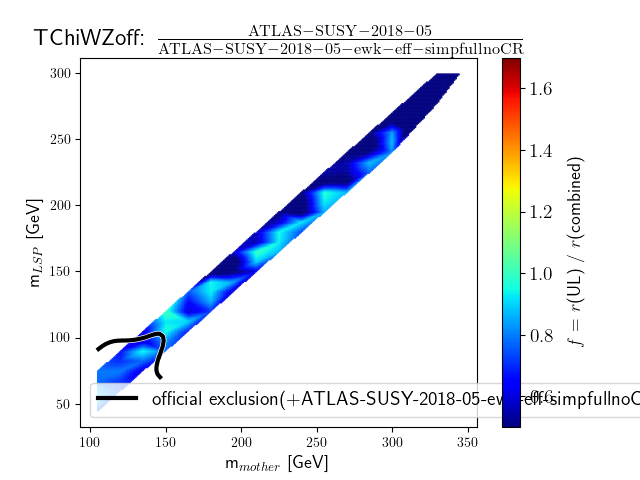 TChiWZoff: ATLAS−SUSY−2018−05
ATLAS−SUSY−2018−05−ewk−eff−simpfullnoCR
300
250
200
150
100
50
m_LSP [GeV]
100 150 200 250 300 350
m_mother [GeV]
official exclusion(+ATLAS-SUSY-2018-05-ewk-eff-simpfullnoC
1.6
1.4
1.2
1.0
0.8
0.6
f = r(UL) / r(combined)